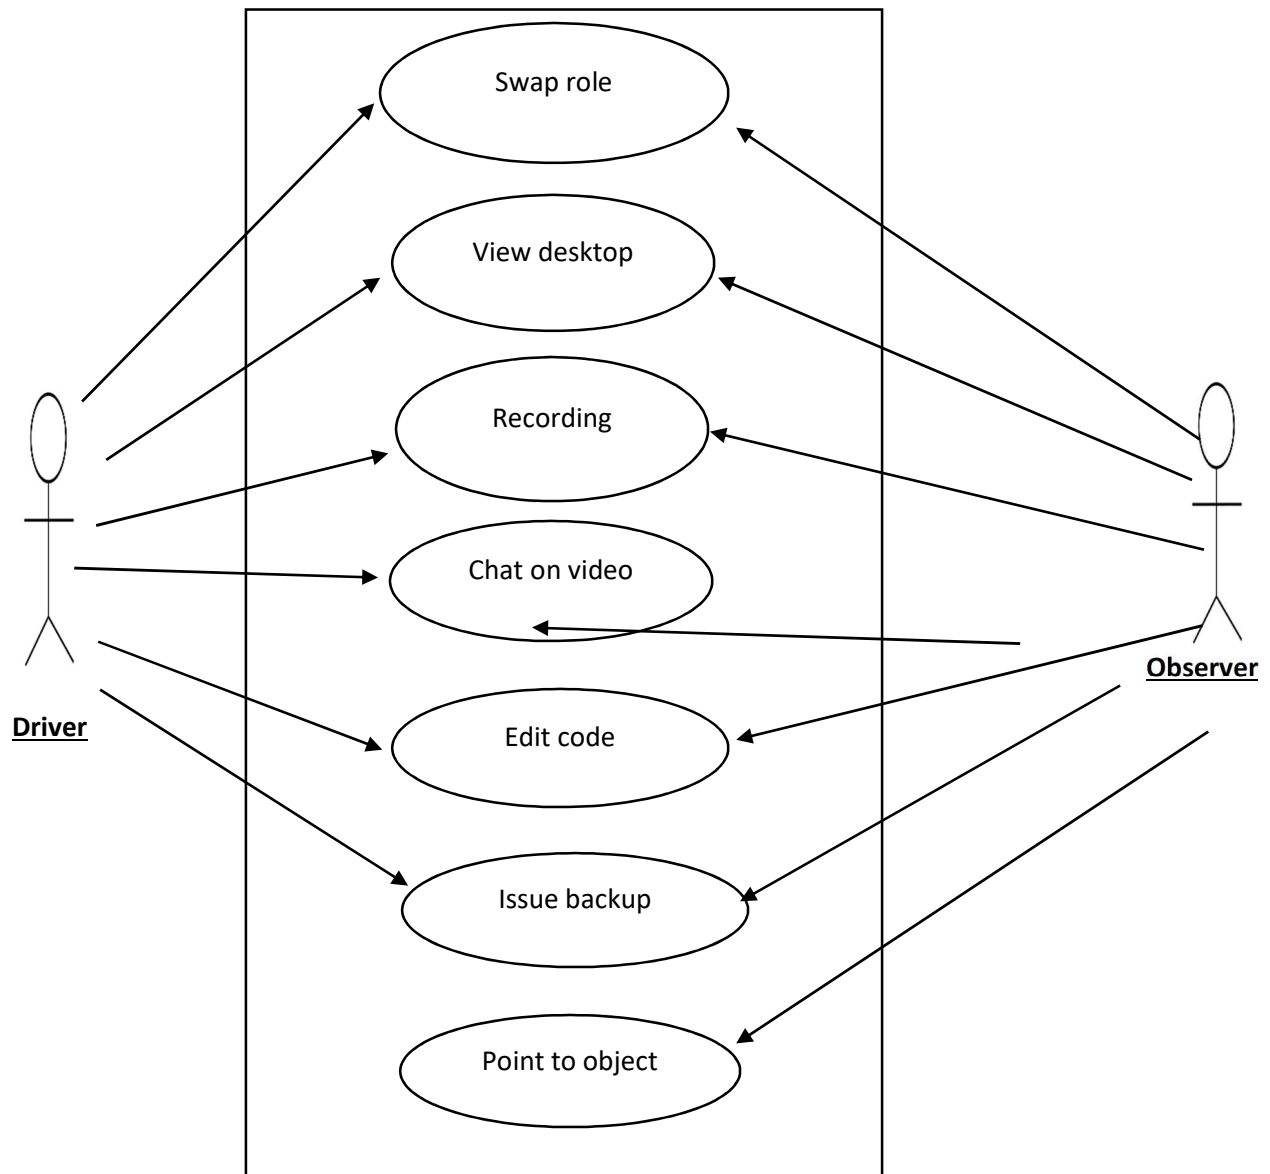 Swap role
View desktop
Recording
Chat on video
Observer
Driver
Edit code
Issue backup
Point to object